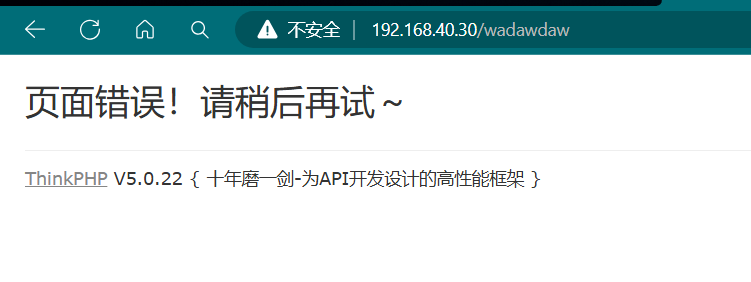 不安全 | 192.168.40.30/wadawdaw
页面错误！请稍后再试～
ThinkPHP V5.0.22 { 十年磨一剑-为API开发设计的高性能框架 }